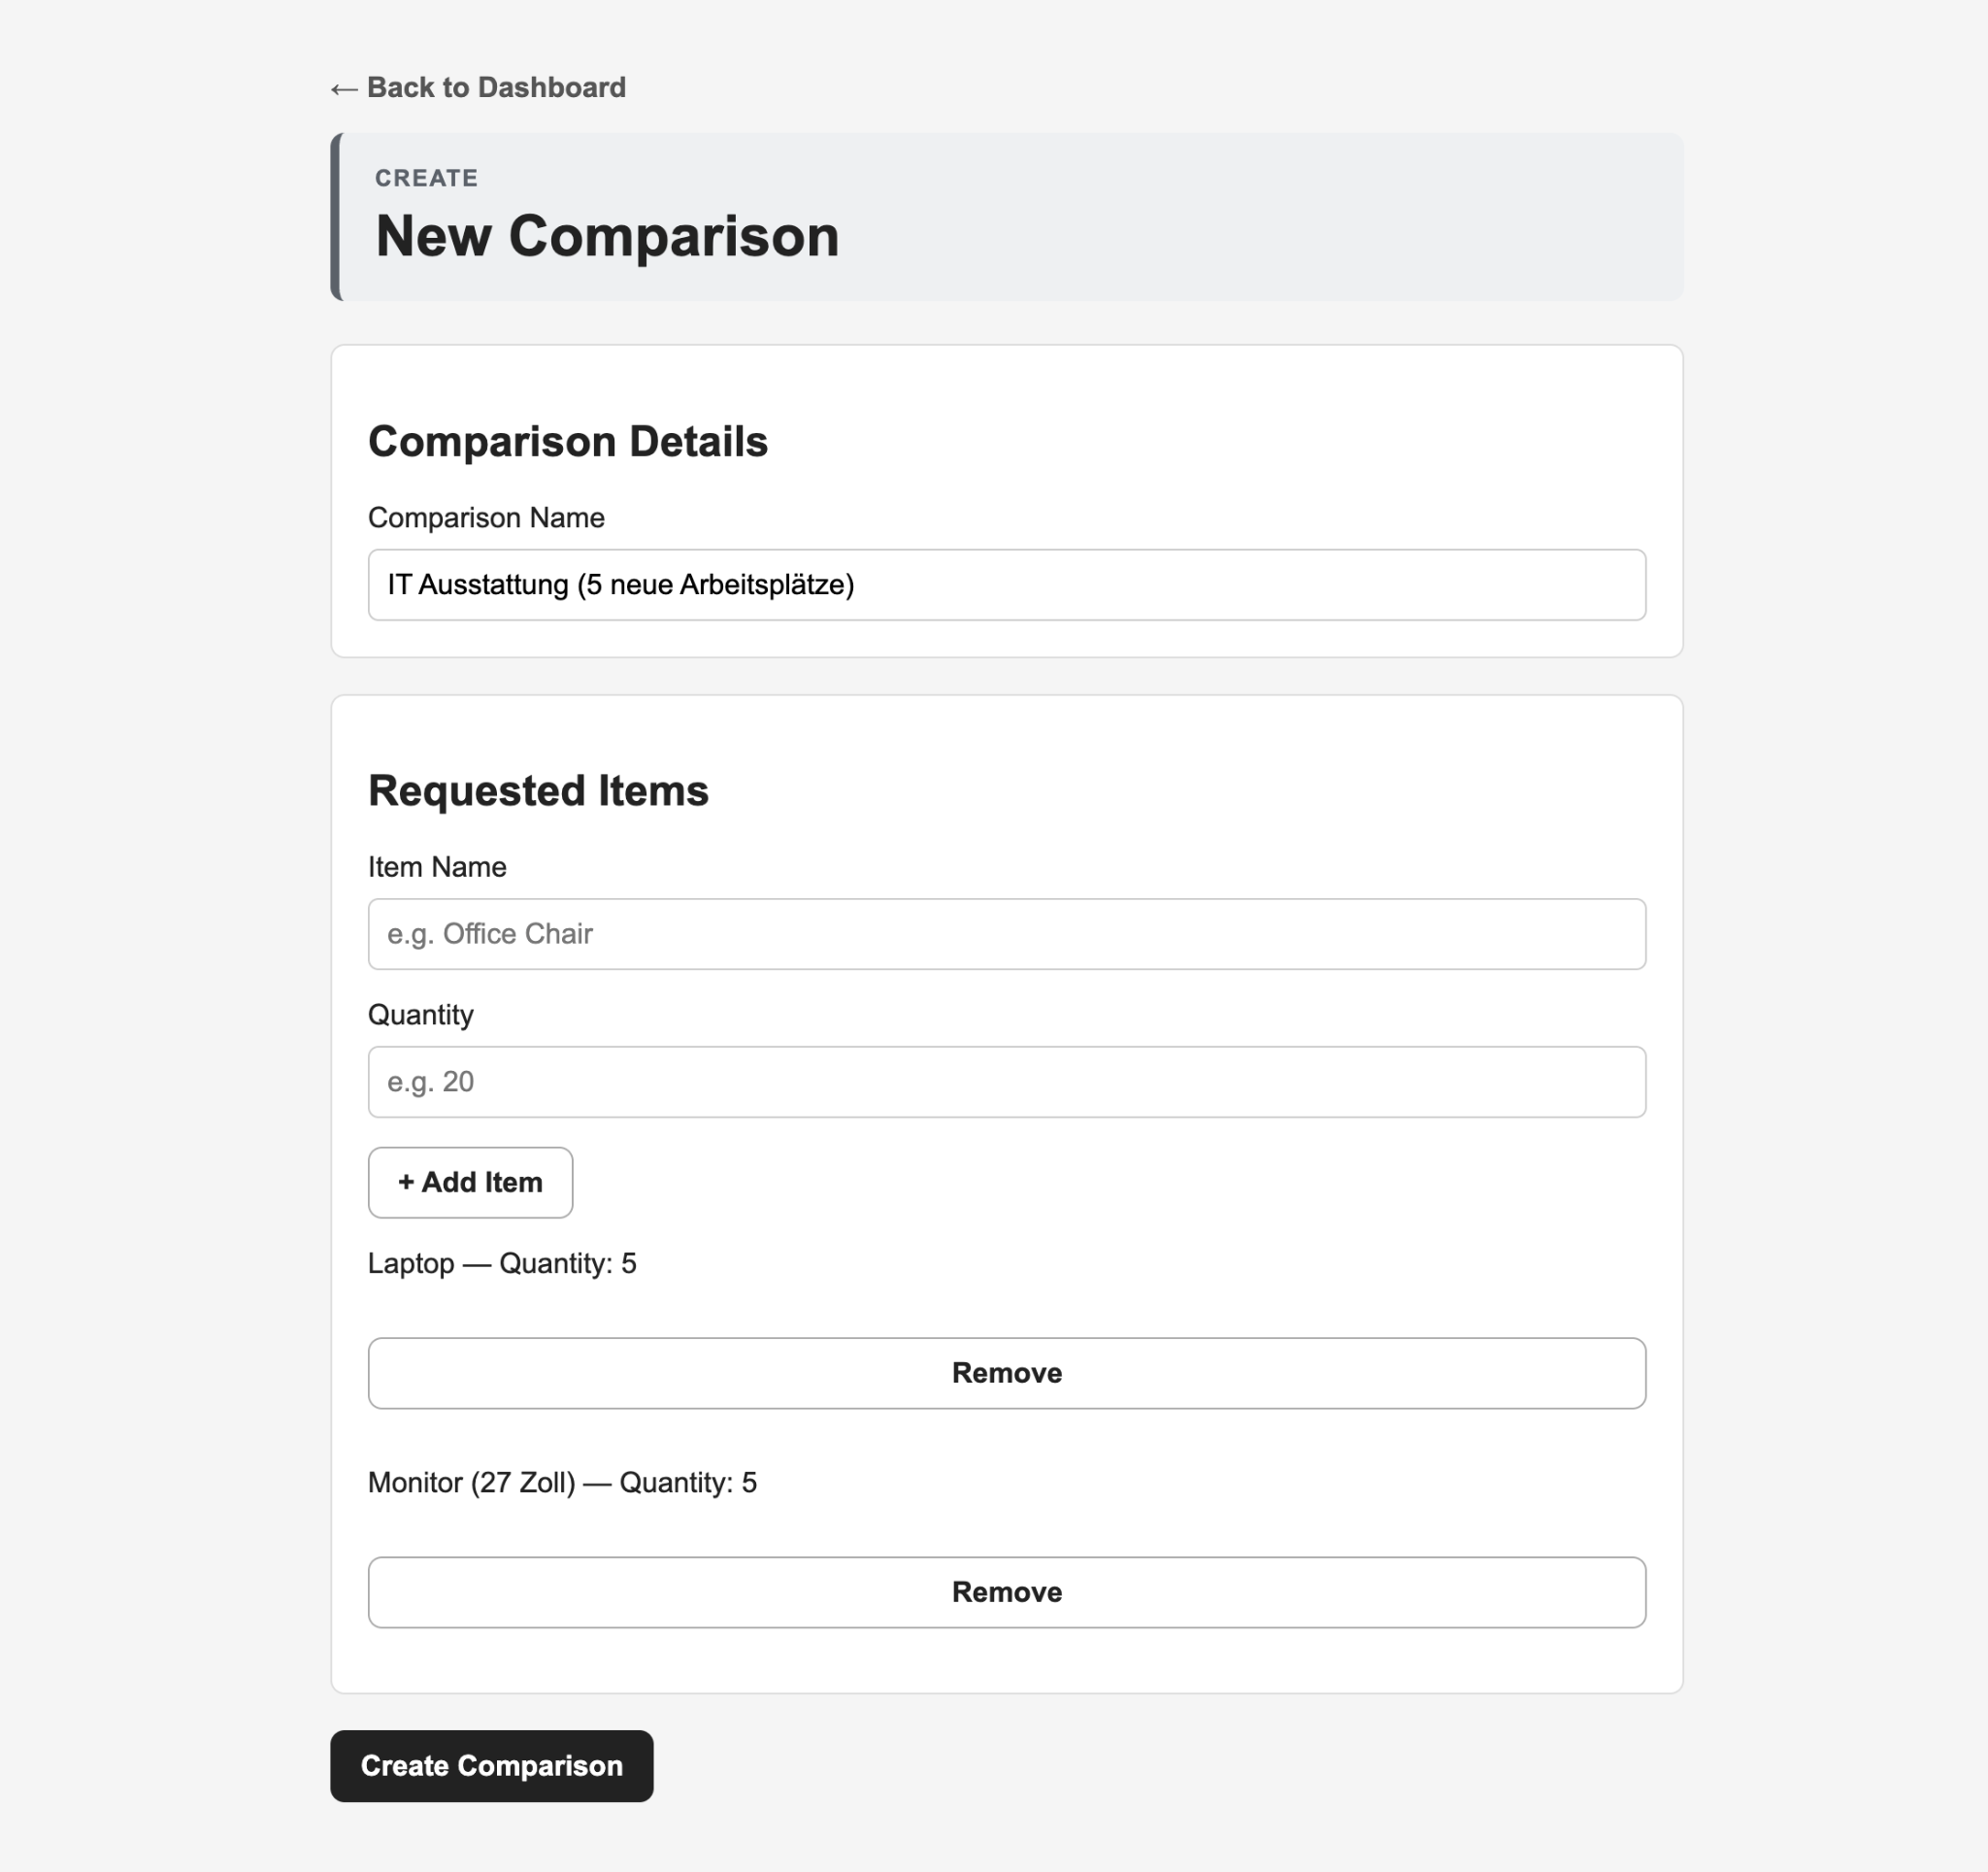 ← Back to Dashboard
CREATE
New Comparison
Comparison Details
Comparison Name
IT Ausstattung (5 neue Arbeitsplätze)
Requested Items
Item Name
e.g. Office Chair
Quantity
e.g. 20
+ Add Item
Laptop — Quantity: 5
Remove
Monitor (27 Zoll) — Quantity: 5
Remove
Create Comparison